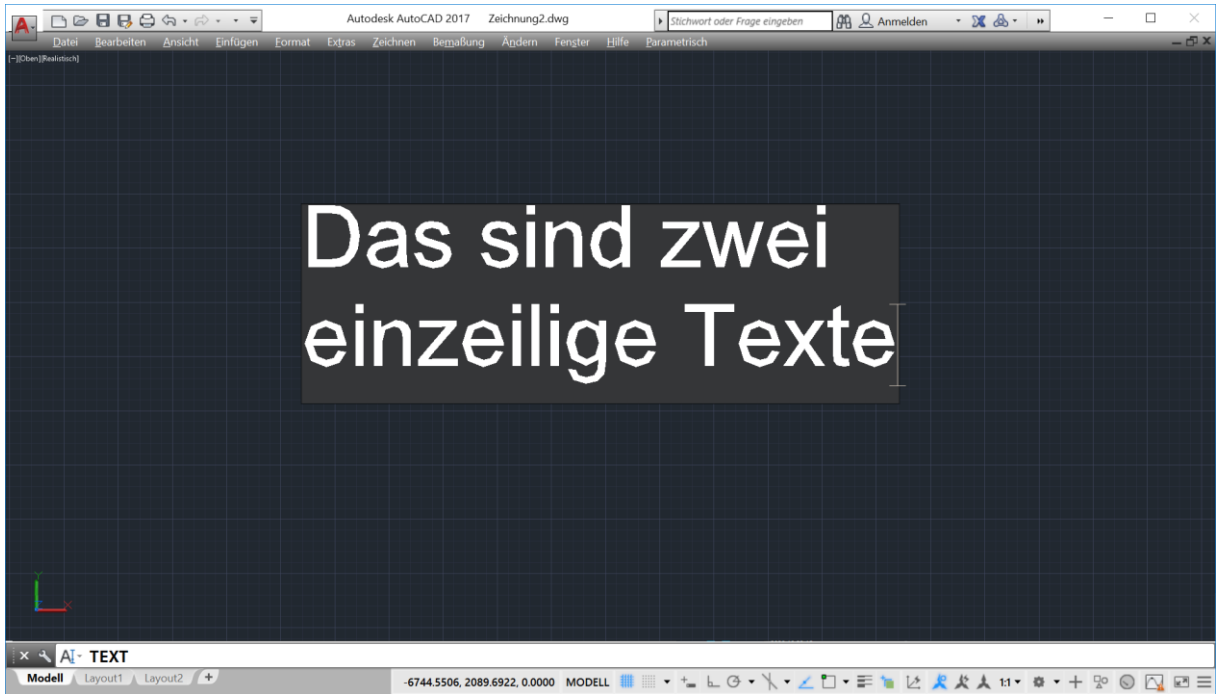 Autodesk AutoCAD 2017 Zeichnung2.dwg Stichwort oder Frage eingeben Anmelden
Datei Bearbeiten Ansicht Einfügen Format Extras Zeichnen Bemaßung Ändern Fenster Hilfe Parametrisch
[−][Oben][Realistisch]
Das sind zwei
einzeilige Texte
Y
X
TEXT
Modell Layout1 Layout2 + -6744.5506, 2089.6922, 0.0000 MODELL 1:1